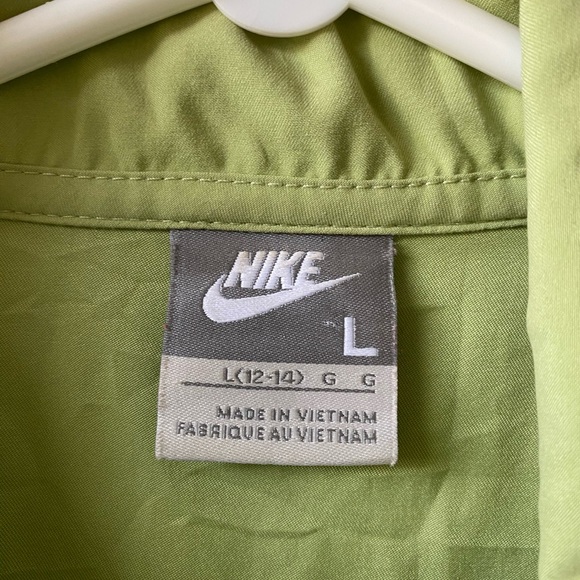 NIKE
L
L(12-14) G G
MADE IN VIETNAM
FABRIQUE AU VIETNAM